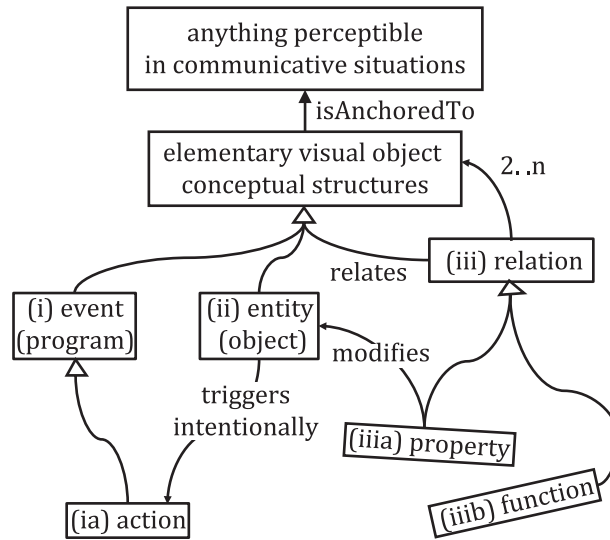 anything perceptible
in communicative situations
isAnchoredTo
elementary visual object
conceptual structures
2..n
relates
(iii) relation
(i) event
(program)
(ii) entity
(object)
modifies
triggers
intentionally
(iiia) property
(iiib) function
(ia) action